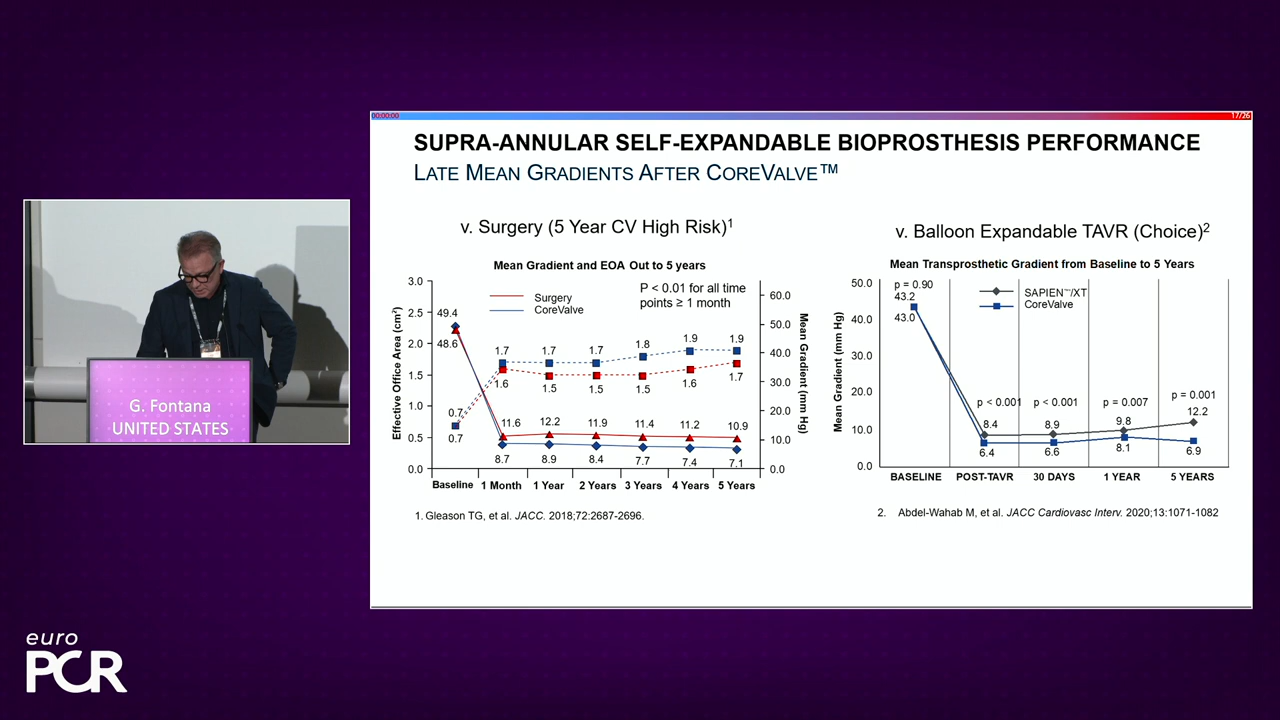 00:00:00
17/26
SUPRA-ANNULAR SELF-EXPANDABLE BIOPROSTHESIS PERFORMANCE
LATE MEAN GRADIENTS AFTER COREVALVE™
v. Surgery (5 Year CV High Risk)1
Mean Gradient and EOA Out to 5 years
P < 0.01 for all time
points ≥ 1 month
Surgery
CoreValve
Effective Office Area (cm2)
3.0
2.5
2.0
1.5
1.0
0.5
0.0
Mean Gradient (mm Hg)
60.0
50.0
40.0
30.0
20.0
10.0
0.0
49.4
48.6
1.7 1.7 1.7 1.8 1.9 1.9
1.6 1.5 1.5 1.5 1.6 1.7
0.7
0.7
11.6 12.2 11.9 11.4 11.2 10.9
8.7 8.9 8.4 7.7 7.4 7.1
Baseline 1 Month 1 Year 2 Years 3 Years 4 Years 5 Years
1. Gleason TG, et al. JACC. 2018;72:2687-2696.
v. Balloon Expandable TAVR (Choice)2
Mean Transprosthetic Gradient from Baseline to 5 Years
SAPIEN™/XT
CoreValve
Mean Gradient (mm Hg)
50.0
40.0
30.0
20.0
10.0
0.0
p = 0.90
43.2
43.0
p < 0.001 p < 0.001 p = 0.007 p = 0.001
8.4 8.9 9.8 12.2
6.4 6.6 8.1 6.9
BASELINE POST-TAVR 30 DAYS 1 YEAR 5 YEARS
2. Abdel-Wahab M, et al. JACC Cardiovasc Interv. 2020;13:1071-1082
G. Fontana
UNITED STATES
euro
PCR